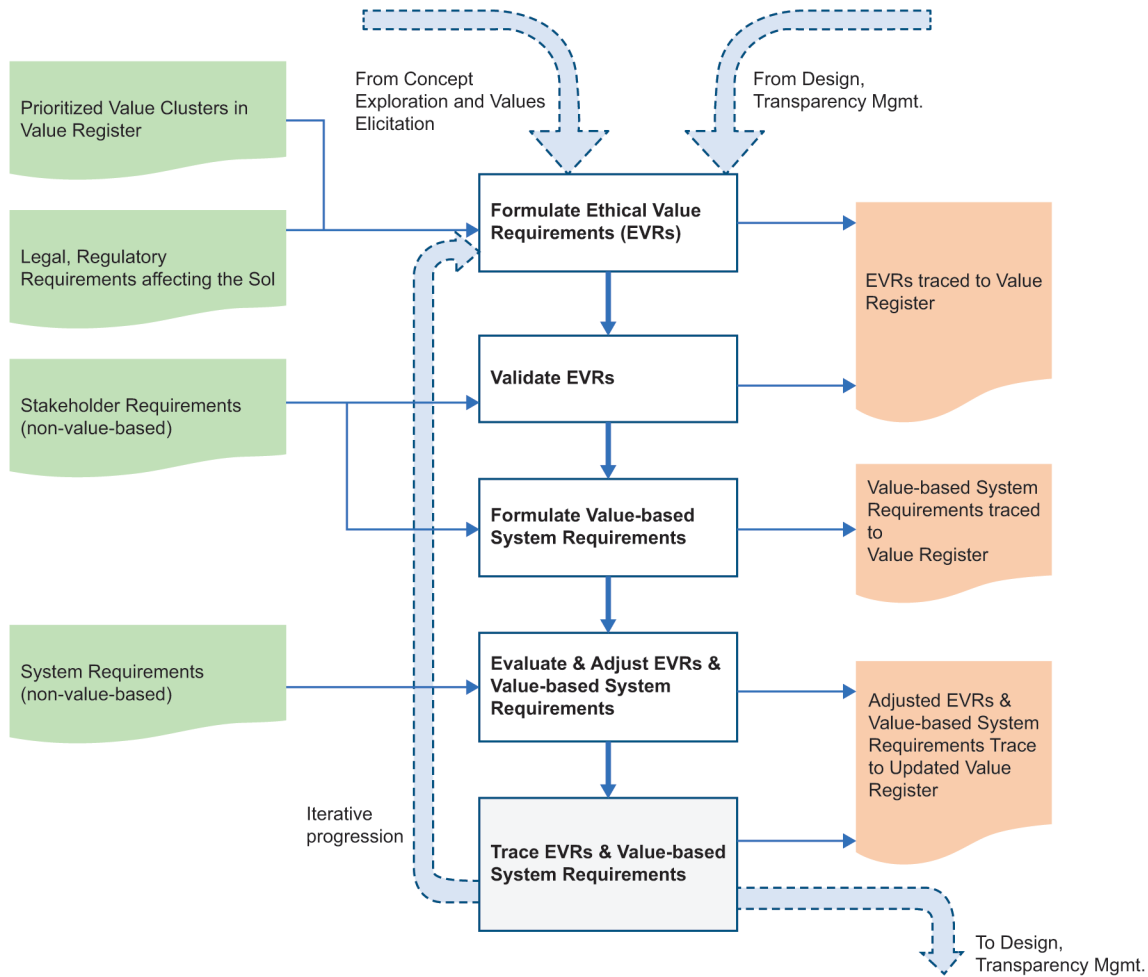 From Concept
Exploration and Values
Elicitation
From Design,
Transparency Mgmt.
Prioritized Value Clusters in
Value Register
Legal, Regulatory
Requirements affecting the SoI
Stakeholder Requirements
(non-value-based)
System Requirements
(non-value-based)
Formulate Ethical Value
Requirements (EVRs)
Validate EVRs
Formulate Value-based
System Requirements
Evaluate & Adjust EVRs &
Value-based System
Requirements
Trace EVRs & Value-based
System Requirements
EVRs traced to Value
Register
Value-based System
Requirements traced
to
Value Register
Adjusted EVRs &
Value-based System
Requirements Trace
to Updated Value
Register
Iterative
progression
To Design,
Transparency Mgmt.